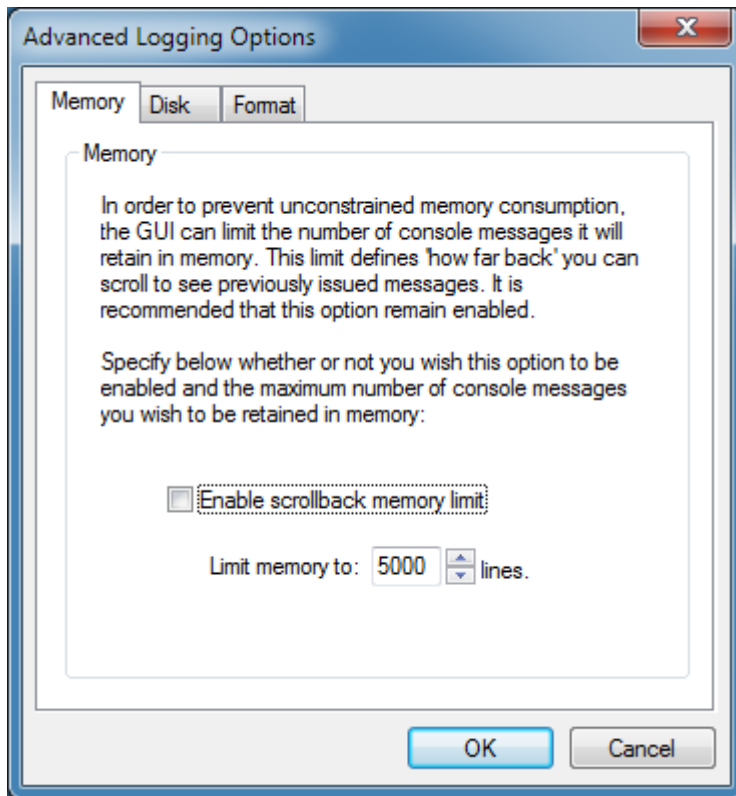 Advanced Logging Options
Memory Disk Format
Memory
In order to prevent unconstrained memory consumption,
the GUI can limit the number of console messages it will
retain in memory. This limit defines 'how far back' you can
scroll to see previously issued messages. It is
recommended that this option remain enabled.
Specify below whether or not you wish this option to be
enabled and the maximum number of console messages
you wish to be retained in memory:
Enable scrollback memory limit
Limit memory to: 5000 lines.
OK Cancel